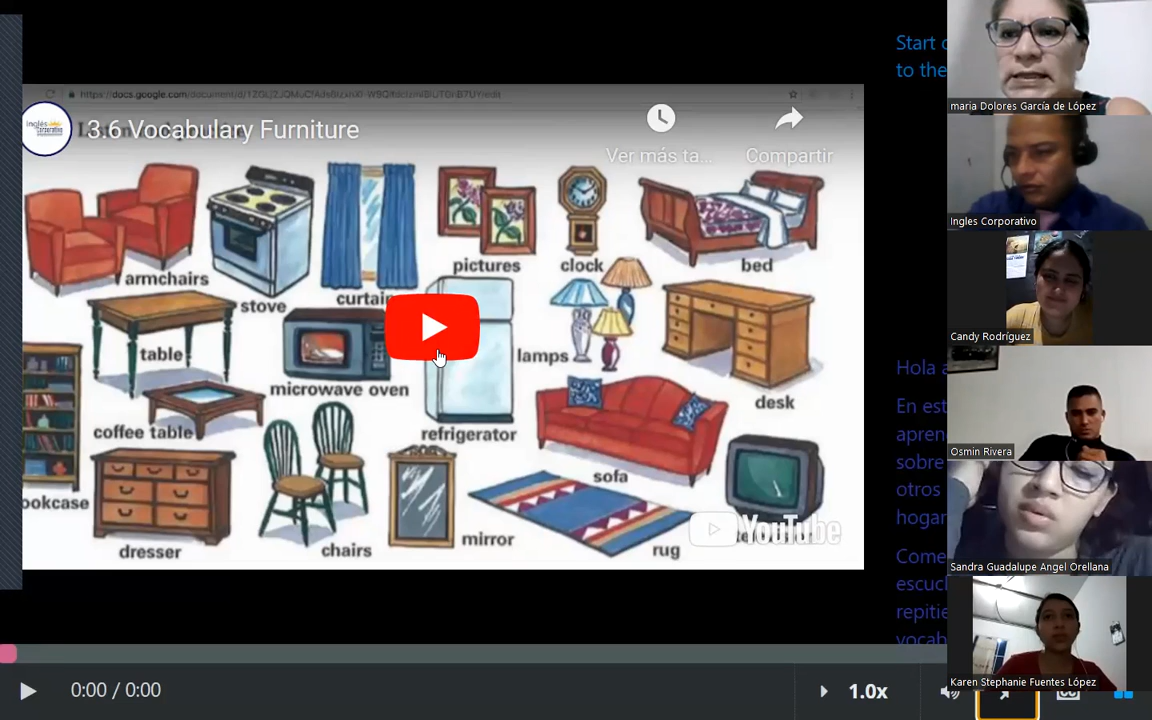 3.6 Vocabulary Furniture
Ver más ta...
Compartir
armchairs
stove
curtain
pictures
clock
bed
table
microwave oven
lamps
desk
coffee table
refrigerator
sofa
ookcase
dresser
chairs
mirror
rug
YouTube
0:00 / 0:00
1.0x
Start
to the
Hola
En est
apren
sobre
otros
hogar
Come
escuc
repitie
vocab
maria Dolores García de López
Ingles Corporativo
Candy Rodríguez
Osmin Rivera
Sandra Guadalupe Angel Orellana
Karen Stephanie Fuentes López